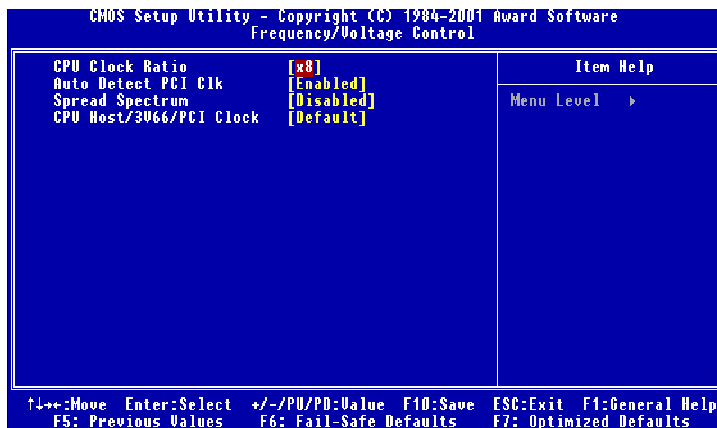 CMOS Setup Utility - Copyright (C) 1984-2001 Award Software
Frequency/Voltage Control
CPU Clock Ratio [x8]
Auto Detect PCI Clk [Enabled]
Spread Spectrum [Disabled]
CPU Host/3V66/PCI Clock [Default]
Item Help
Menu Level ▸
↑↓→←:Move Enter:Select +/-/PU/PD:Value F10:Save ESC:Exit F1:General Help
F5: Previous Values F6: Fail-Safe Defaults F7: Optimized Defaults